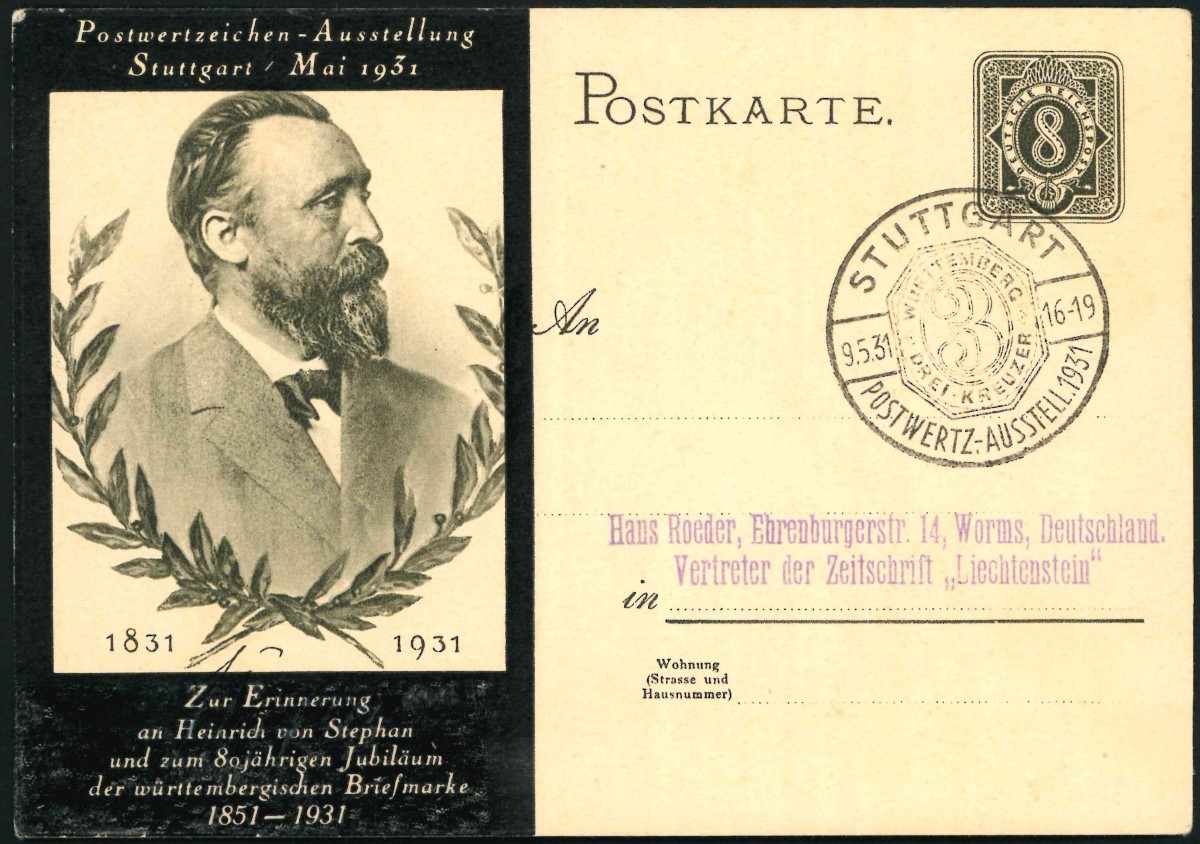 Postwertzeichen - Ausstellung
Stuttgart / Mai 1931
1831 1931
Zur Erinnerung
an Heinrich von Stephan
und zum 80jährigen Jubiläum
der württembergischen Briefmarke
1851 — 1931
POSTKARTE.
DEUTSCHE REICHSPOST
8
STUTTGART
WÜRTTEMBERG
3
DREI · KREUZER
9.5.31
16-19
POSTWERTZ.-AUSSTELL.1931
An
Hans Roeder, Ehrenburgerstr. 14, Worms, Deutschland.
Vertreter der Zeitschrift „Liechtenstein“
in
Wohnung
(Strasse und
Hausnummer)